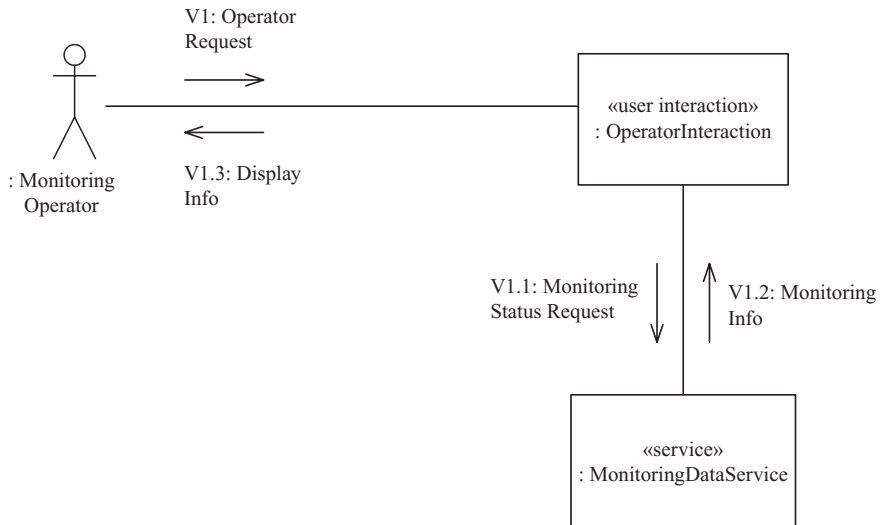 V1: Operator
Request
«user interaction»
: OperatorInteraction
V1.3: Display
Info
: Monitoring
Operator
V1.1: Monitoring
Status Request
V1.2: Monitoring
Info
«service»
: MonitoringDataService